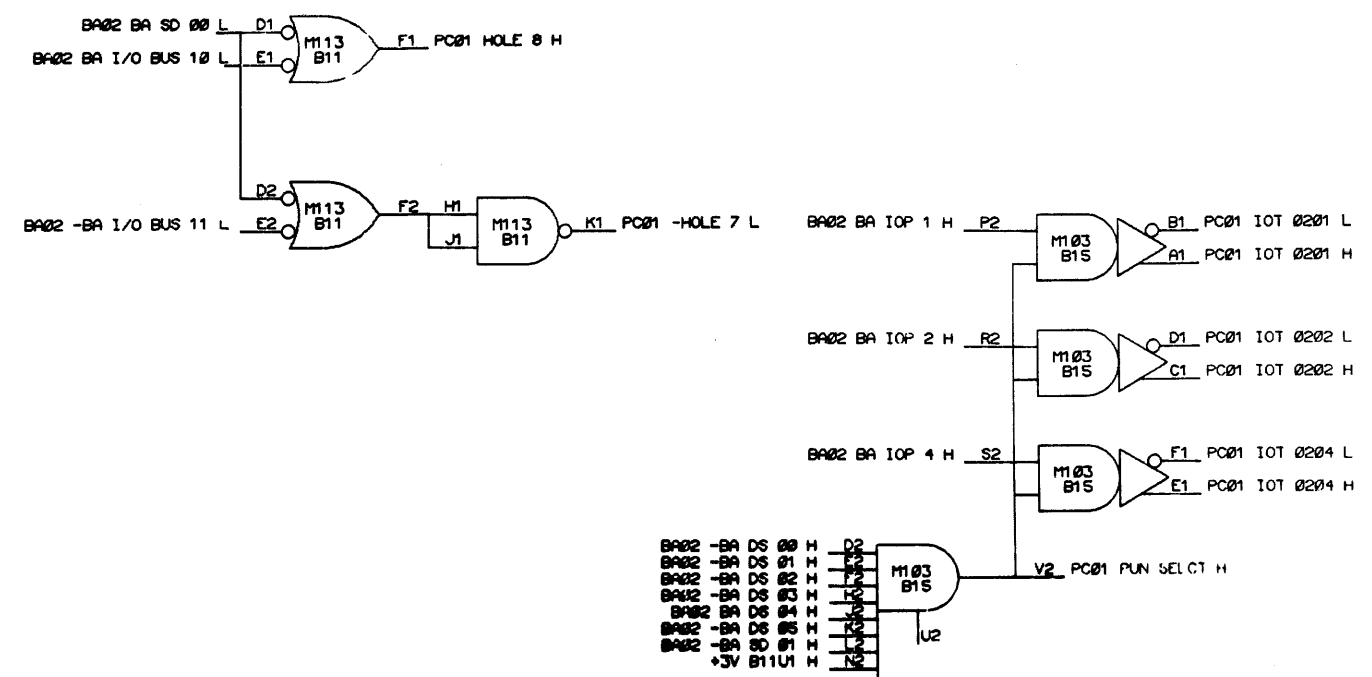 BA02 BA SD 00 L D1
M113
B11
F1 PC01 HOLE 8 H
BA02 BA I/O BUS 10 L E1
D2
M113
B11
F2
BA02 -BA I/O BUS 11 L E2
H1
J1
M113
B11
K1 PC01 -HOLE 7 L
BA02 BA IOP 1 H P2
M103
B15
B1 PC01 IOT 0201 L
A1 PC01 IOT 0201 H
BA02 BA IOP 2 H R2
M103
B15
D1 PC01 IOT 0202 L
C1 PC01 IOT 0202 H
BA02 BA IOP 4 H S2
M103
B15
F1 PC01 IOT 0204 L
E1 PC01 IOT 0204 H
BA02 -BA DS 00 H D2
BA02 -BA DS 01 H
BA02 -BA DS 02 H
BA02 -BA DS 03 H
BA02 BA DS 04 H
BA02 -BA DS 05 H
BA02 -BA SD 01 H
+3V B11U1 H N2
M103
B15
U2
V2 PC01 PUN SELCT H